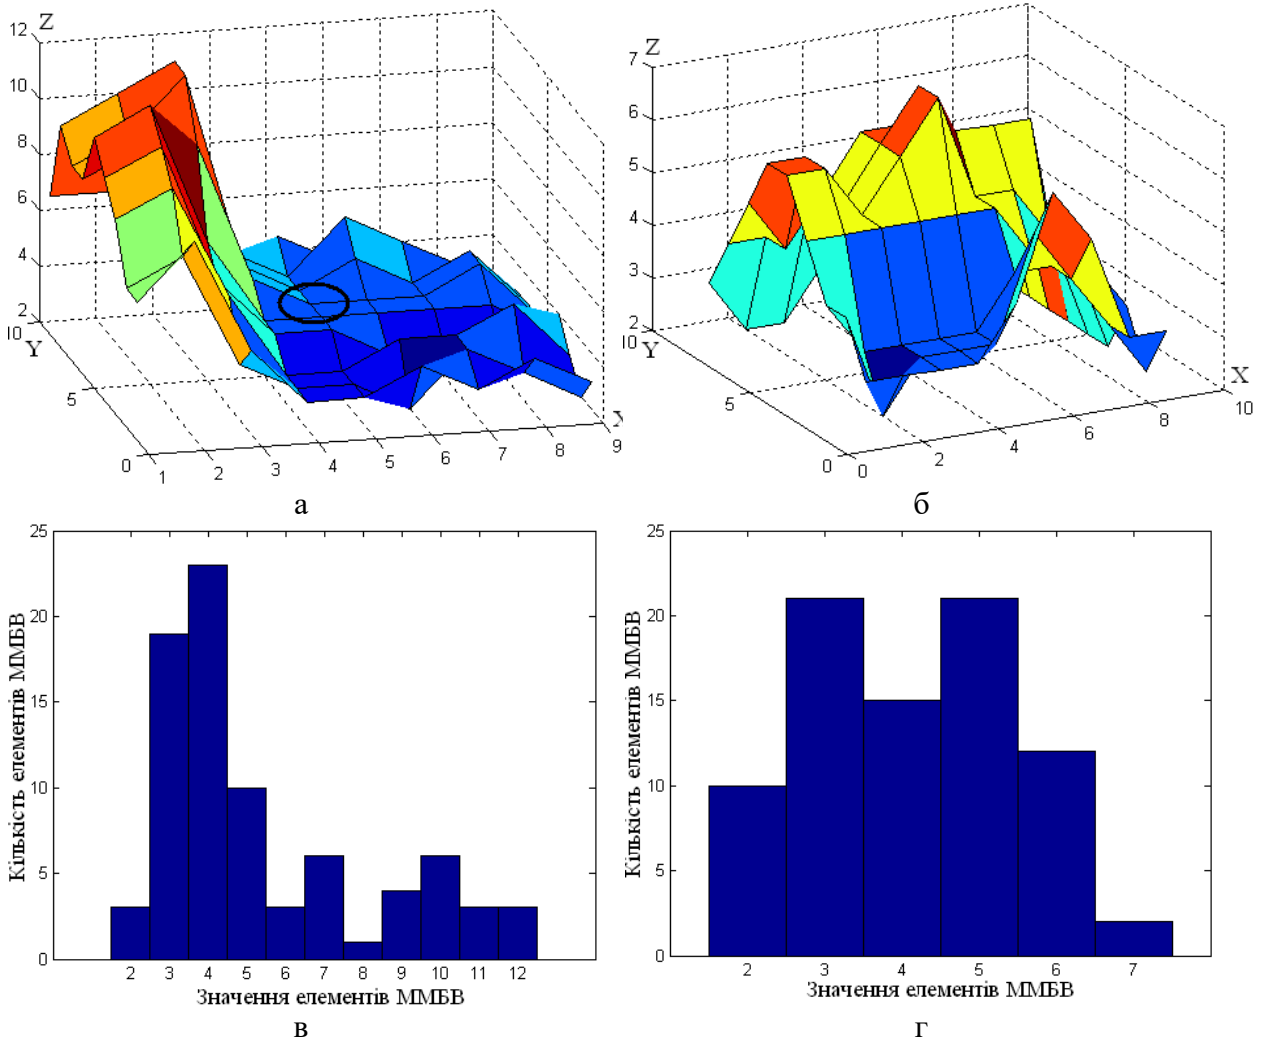 12 Z
10
8
6
4
2
10
Y
5
0
1 2 3 4 5 6 7 8 9
X
а
7 Z
6
5
4
3
2
10
Y
5
0
0 2 4 6 8 10
X
б
25
20
15
10
5
0
Кількість елементів ММБВ
2 3 4 5 6 7 8 9 10 11 12
Значення елементів ММБВ
в
25
20
15
10
5
0
Кількість елементів ММБВ
2 3 4 5 6 7
Значення елементів ММБВ
г